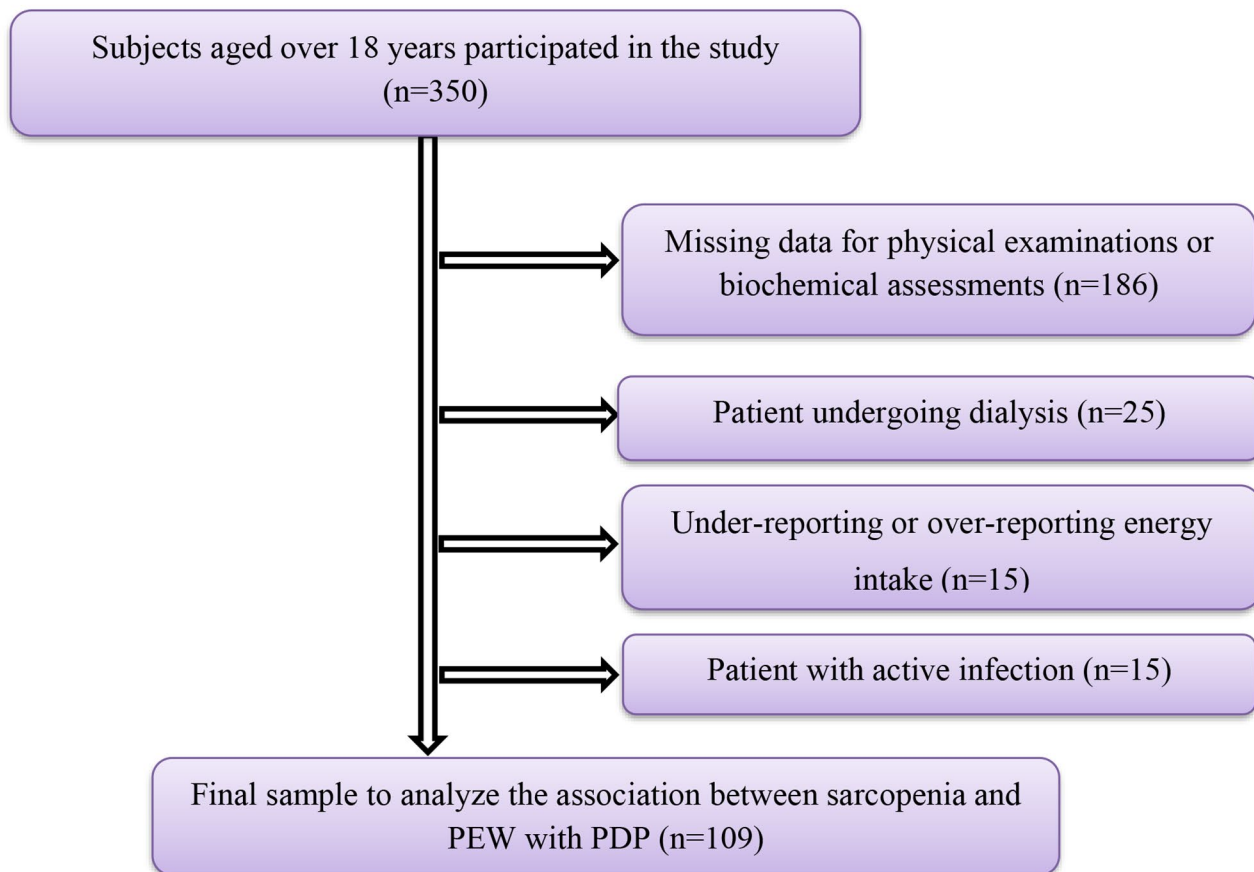 Subjects aged over 18 years participated in the study
(n=350)
Missing data for physical examinations or
biochemical assessments (n=186)
Patient undergoing dialysis (n=25)
Under-reporting or over-reporting energy
intake (n=15)
Patient with active infection (n=15)
Final sample to analyze the association between sarcopenia and
PEW with PDP (n=109)